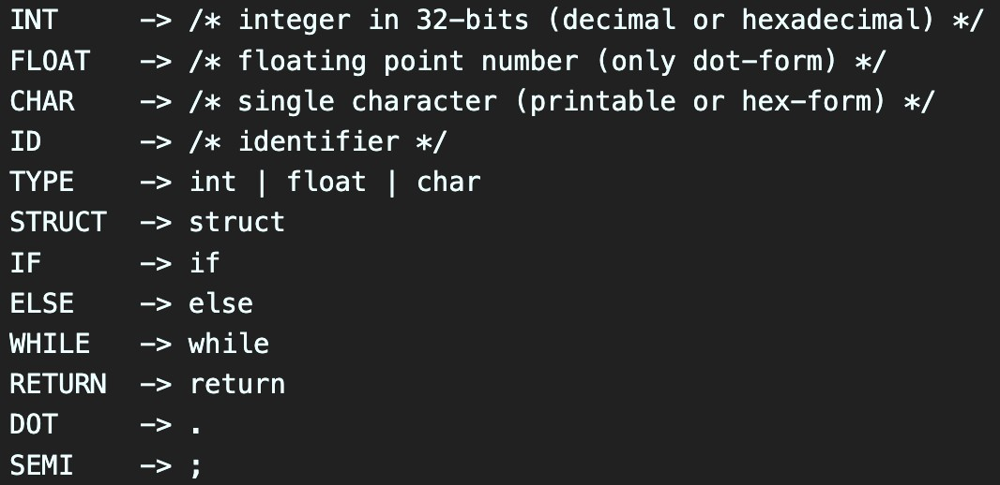 INT     -> /* integer in 32-bits (decimal or hexadecimal) */
FLOAT   -> /* floating point number (only dot-form) */
CHAR    -> /* single character (printable or hex-form) */
ID      -> /* identifier */
TYPE    -> int | float | char
STRUCT  -> struct
IF      -> if
ELSE    -> else
WHILE   -> while
RETURN  -> return
DOT     -> .
SEMI    -> ;